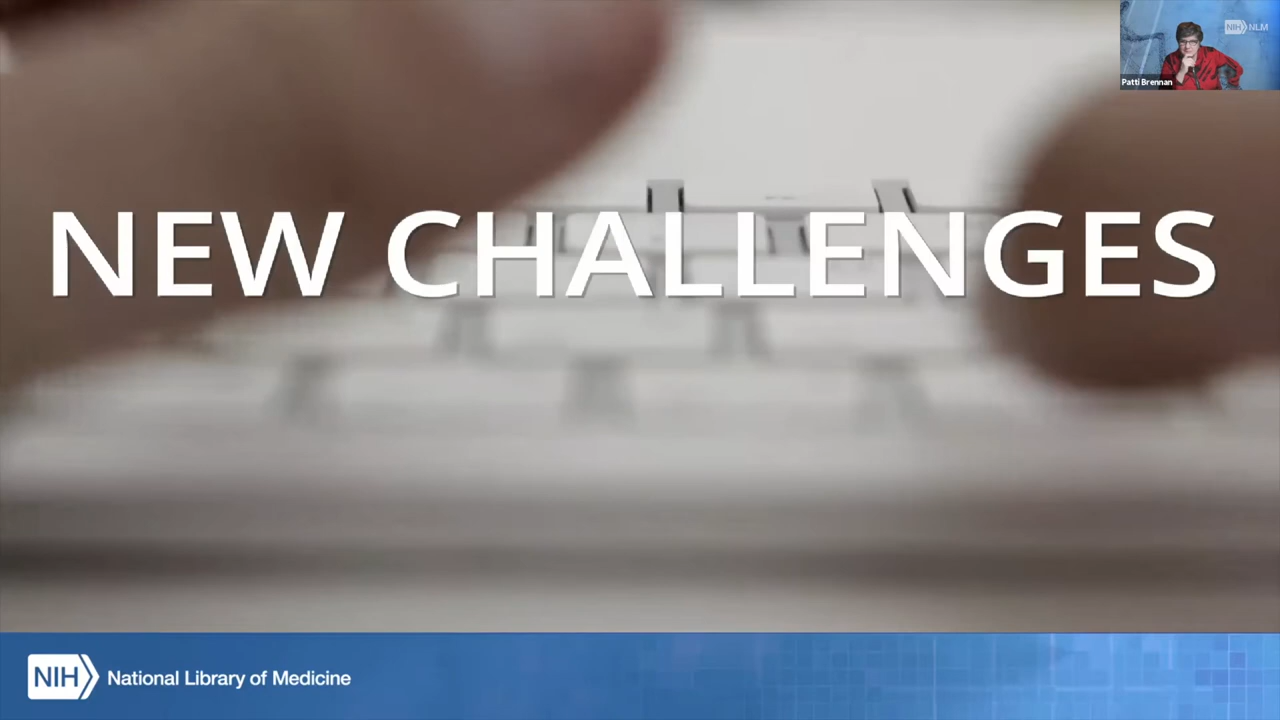 NIH NLM
Patti Brennan
NEW CHALLENGES
NIH National Library of Medicine